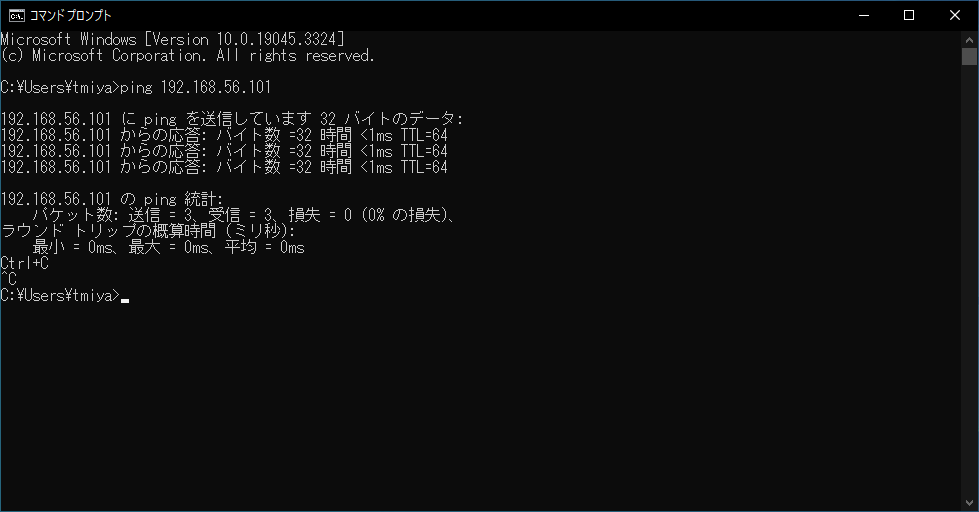 コマンド プロンプト
Microsoft Windows [Version 10.0.19045.3324]
(c) Microsoft Corporation. All rights reserved.
C:¥Users¥tmiya>ping 192.168.56.101
192.168.56.101 に ping を送信しています 32 バイトのデータ:
192.168.56.101 からの応答: バイト数 =32 時間 <1ms TTL=64
192.168.56.101 からの応答: バイト数 =32 時間 <1ms TTL=64
192.168.56.101 からの応答: バイト数 =32 時間 <1ms TTL=64
192.168.56.101 の ping 統計:
パケット数: 送信 = 3、受信 = 3、損失 = 0 (0% の損失)、
ラウンド トリップの概算時間 (ミリ秒):
最小 = 0ms、最大 = 0ms、平均 = 0ms
Ctrl+C
^C
C:¥Users¥tmiya>